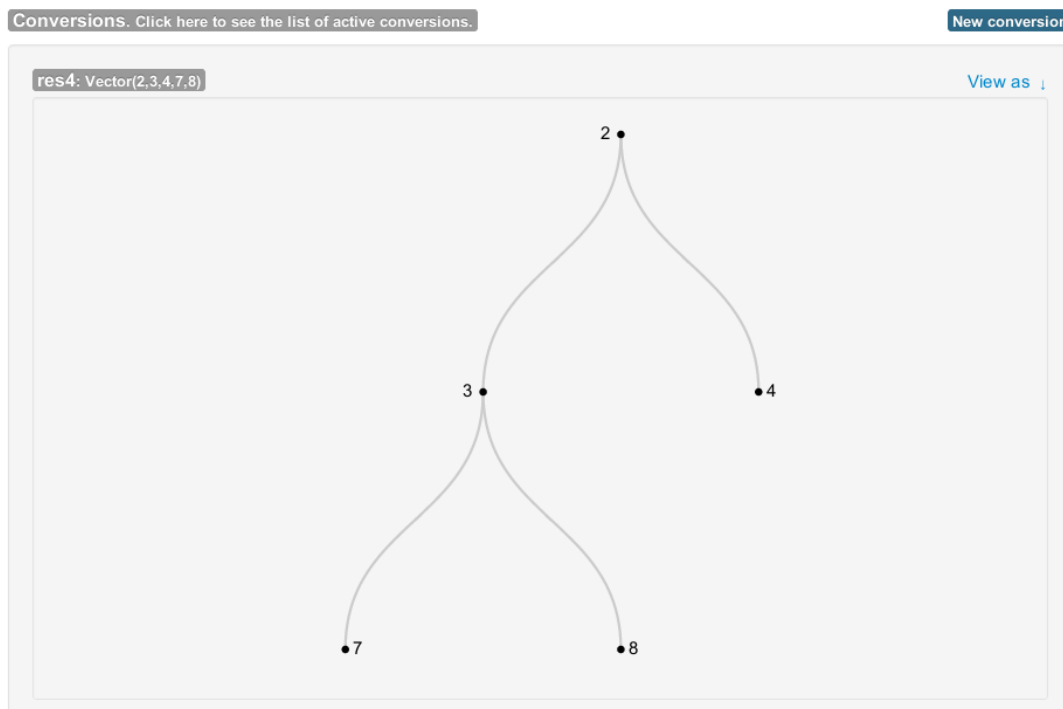 Conversions. Click here to see the list of active conversions.
New conversion
res4: Vector(2,3,4,7,8)
View as ↓
2
3
4
7
8